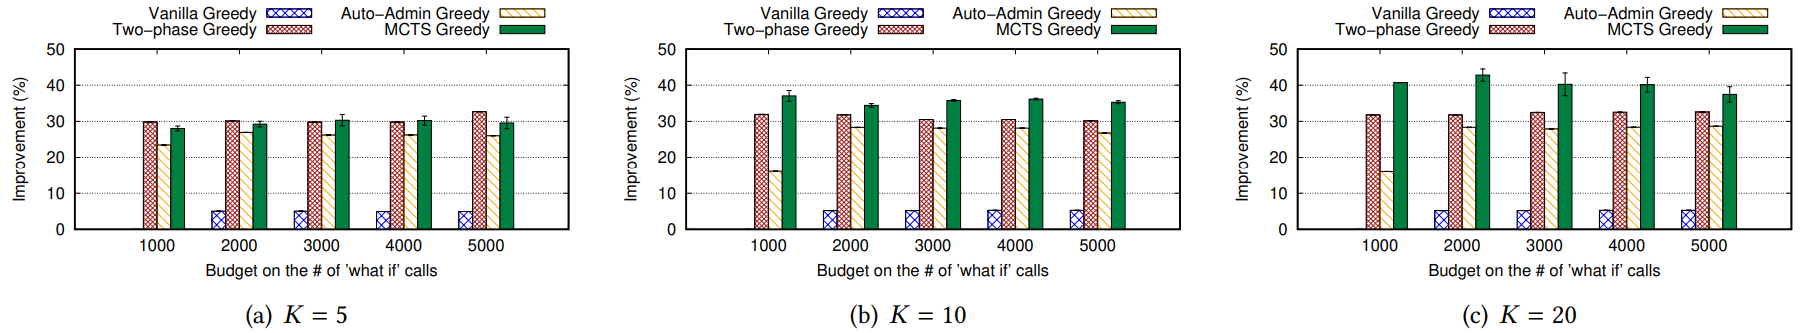 Vanilla Greedy
Auto-Admin Greedy
Two-phase Greedy
MCTS Greedy
50
40
30
20
10
0
Improvement (%)
1000 2000 3000 4000 5000
Budget on the # of 'what if' calls
(a) K = 5
Vanilla Greedy
Auto-Admin Greedy
Two-phase Greedy
MCTS Greedy
50
40
30
20
10
0
Improvement (%)
1000 2000 3000 4000 5000
Budget on the # of 'what if' calls
(b) K = 10
Vanilla Greedy
Auto-Admin Greedy
Two-phase Greedy
MCTS Greedy
50
40
30
20
10
0
Improvement (%)
1000 2000 3000 4000 5000
Budget on the # of 'what if' calls
(c) K = 20